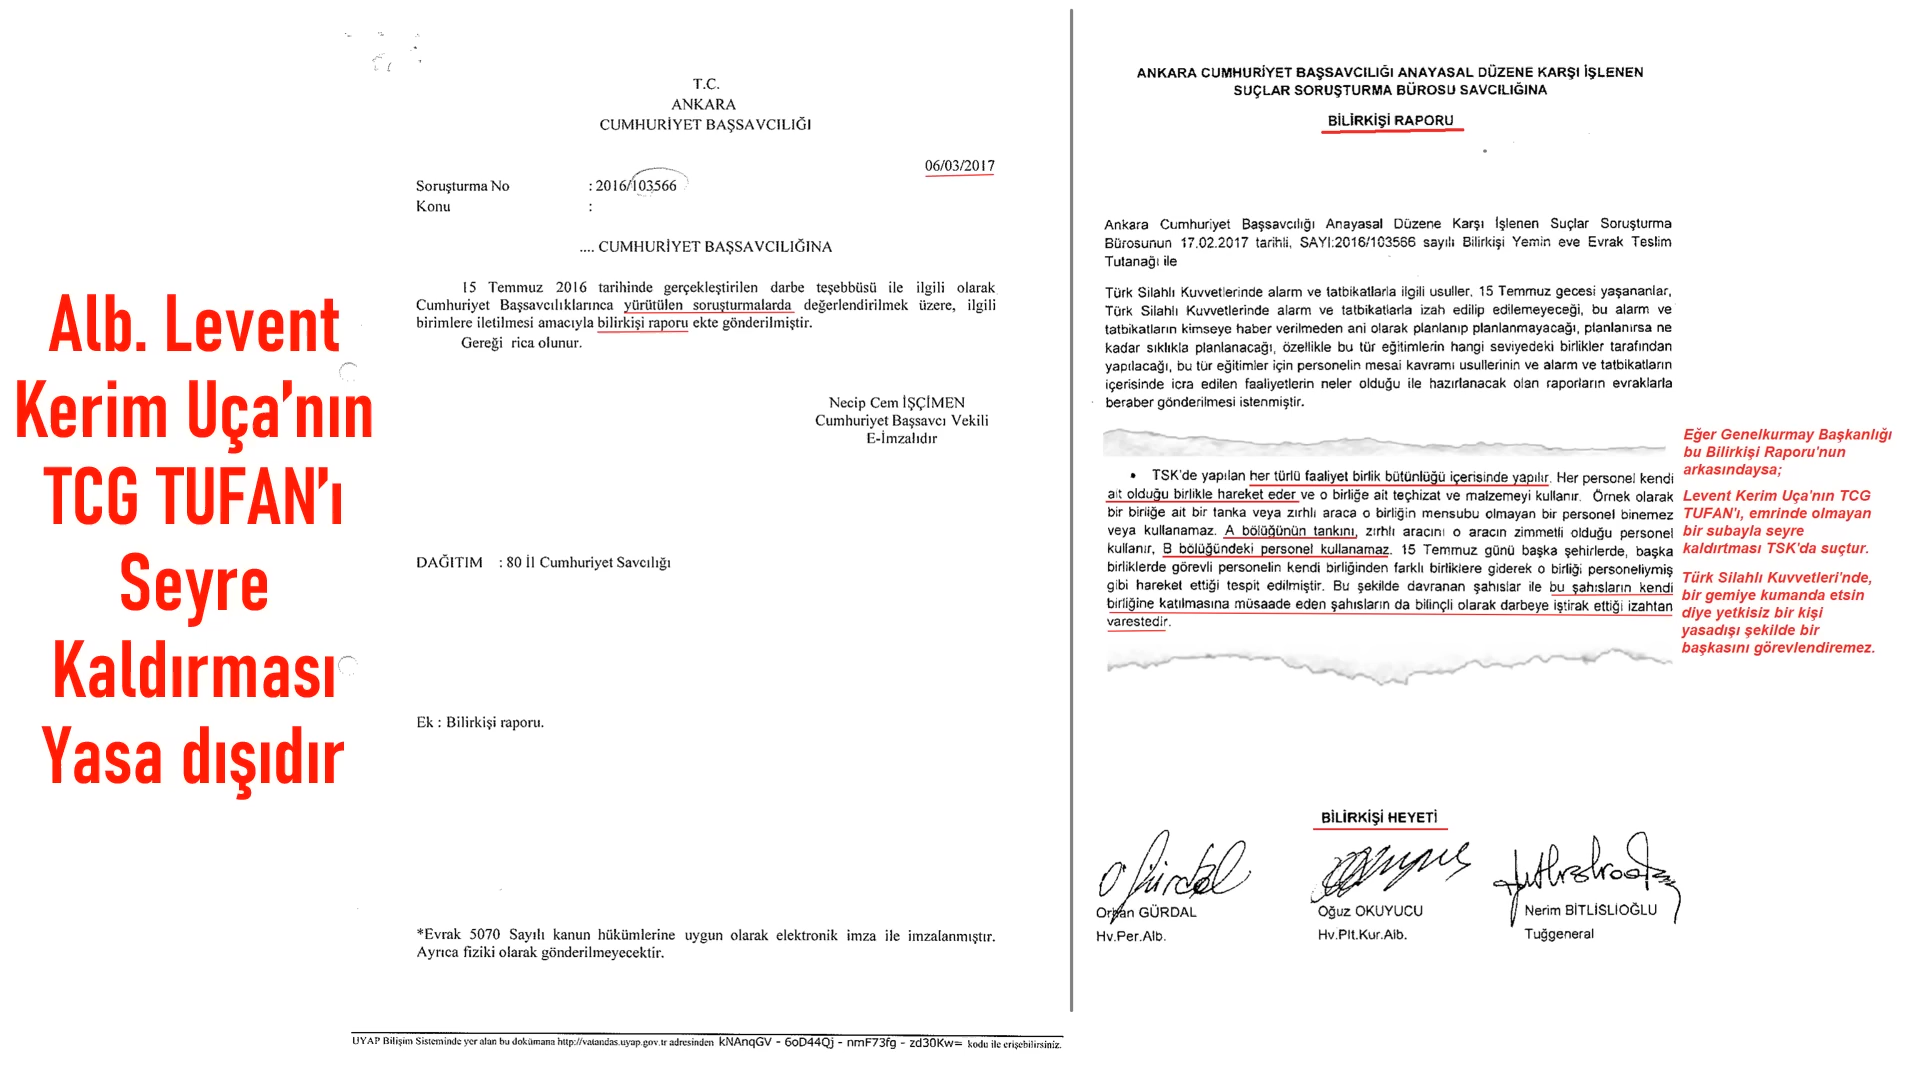 Alb. Levent
Kerim Uça'nın
TCG TUFAN'ı
Seyre
Kaldırması
Yasa dışıdır
T.C.
ANKARA
CUMHURİYET BAŞSAVCILIĞI
06/03/2017
Soruşturma No : 2016/103566
Konu :
.... CUMHURİYET BAŞSAVCILIĞINA
15 Temmuz 2016 tarihinde gerçekleştirilen darbe teşebbüsü ile ilgili olarak
Cumhuriyet Başsavcılıklarınca yürütülen soruşturmalarda değerlendirilmek üzere, ilgili
birimlere iletilmesi amacıyla bilirkişi raporu ekte gönderilmiştir.
Gereği rica olunur.
Necip Cem İŞÇİMEN
Cumhuriyet Başsavcı Vekili
E-İmzalıdır
DAĞITIM : 80 İl Cumhuriyet Savcılığı
Ek : Bilirkişi raporu.
*Evrak 5070 Sayılı kanun hükümlerine uygun olarak elektronik imza ile imzalanmıştır.
Ayrıca fiziki olarak gönderilmeyecektir.
UYAP Bilişim Sisteminde yer alan bu dokümana http://vatandas.uyap.gov.tr adresinden kNAnqGV - 6oD44Qj - nmF73fg - zd30Kw= kodu ile erişebilirsiniz.
ANKARA CUMHURİYET BAŞSAVCILIĞI ANAYASAL DÜZENE KARŞI İŞLENEN
SUÇLAR SORUŞTURMA BÜROSU SAVCILIĞINA
BİLİRKİŞİ RAPORU
Ankara Cumhuriyet Başsavcılığı Anayasal Düzene Karşı İşlenen Suçlar Soruşturma
Bürosunun 17.02.2017 tarihli, SAYI:2016/103566 sayılı Bilirkişi Yemin eve Evrak Teslim
Tutanağı ile
Türk Silahlı Kuvvetlerinde alarm ve tatbikatlarla ilgili usuller, 15 Temmuz gecesi yaşananlar,
Türk Silahlı Kuvvetlerinde alarm ve tatbikatlarla izah edilip edilemeyeceği, bu alarm ve
tatbikatların kimseye haber verilmeden ani olarak planlanıp planlanmayacağı, planlanırsa ne
kadar sıklıkla planlanacağı, özellikle bu tür eğitimlerin hangi seviyedeki birlikler tarafından
yapılacağı, bu tür eğitimler için personelin mesai kavramı usullerinin ve alarm ve tatbikatların
içerisinde icra edilen faaliyetlerin neler olduğu ile hazırlanacak olan raporların evraklarla
beraber gönderilmesi istenmiştir.
• TSK'de yapılan her türlü faaliyet birlik bütünlüğü içerisinde yapılır. Her personel kendi
ait olduğu birlikle hareket eder ve o birliğe ait teçhizat ve malzemeyi kullanır. Örnek olarak
bir birliğe ait bir tanka veya zırhlı araca o birliğin mensubu olmayan bir personel binemez
veya kullanamaz. A bölüğünün tankını, zırhlı aracını o aracın zimmetli olduğu personel
kullanır, B bölüğündeki personel kullanamaz. 15 Temmuz günü başka şehirlerde, başka
birliklerde görevli personelin kendi birliğinden farklı birliklere giderek o birliği personeliymiş
gibi hareket ettiği tespit edilmiştir. Bu şekilde davranan şahıslar ile bu şahısların kendi
birliğine katılmasına müsaade eden şahısların da bilinçli olarak darbeye iştirak ettiği izahtan
varestedir.
Eğer Genelkurmay Başkanlığı
bu Bilirkişi Raporu'nun
arkasındaysa;
Levent Kerim Uça'nın TCG
TUFAN'ı, emrinde olmayan
bir subayla seyre
kaldırtması TSK'da suçtur.
Türk Silahlı Kuvvetleri'nde,
bir gemiye kumanda etsin
diye yetkisiz bir kişi
yasadışı şekilde bir
başkasını görevlendiremez.
BİLİRKİŞİ HEYETİ
Orhan GÜRDAL
Hv.Per.Alb.
Oğuz OKUYUCU
Hv.Plt.Kur.Alb.
Nerim BİTLİSLİOĞLU
Tuğgeneral